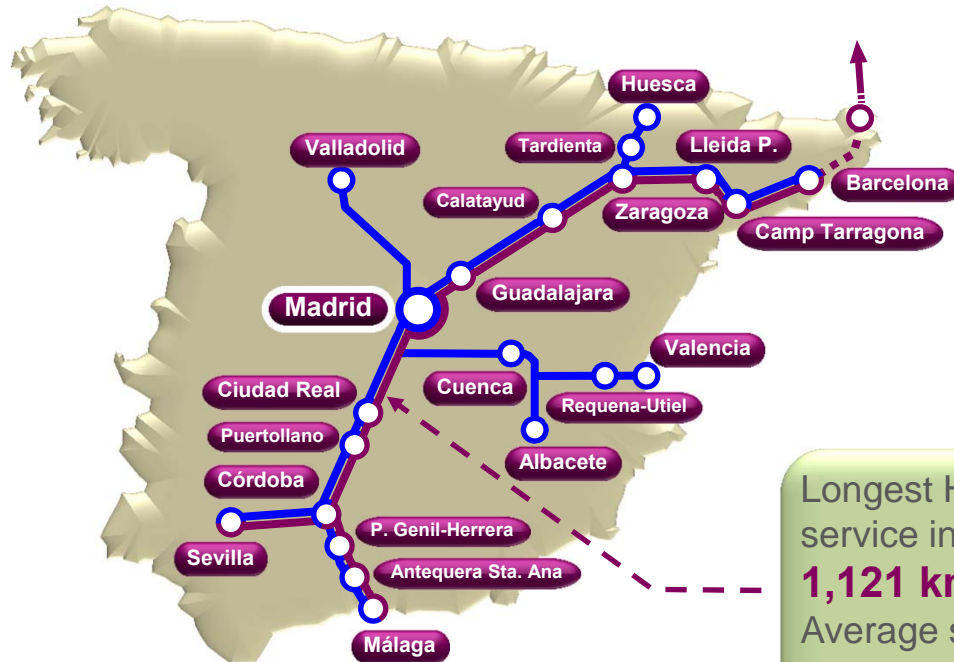 Huesca
Valladolid
Tardienta
Lleida P.
Barcelona
Calatayud
Zaragoza
Camp Tarragona
Guadalajara
Madrid
Valencia
Ciudad Real
Cuenca
Requena-Utiel
Puertollano
Albacete
Córdoba
P. Genil-Herrera
Sevilla
Antequera Sta. Ana
Málaga
Longest H
service in
1,121 km
Average s